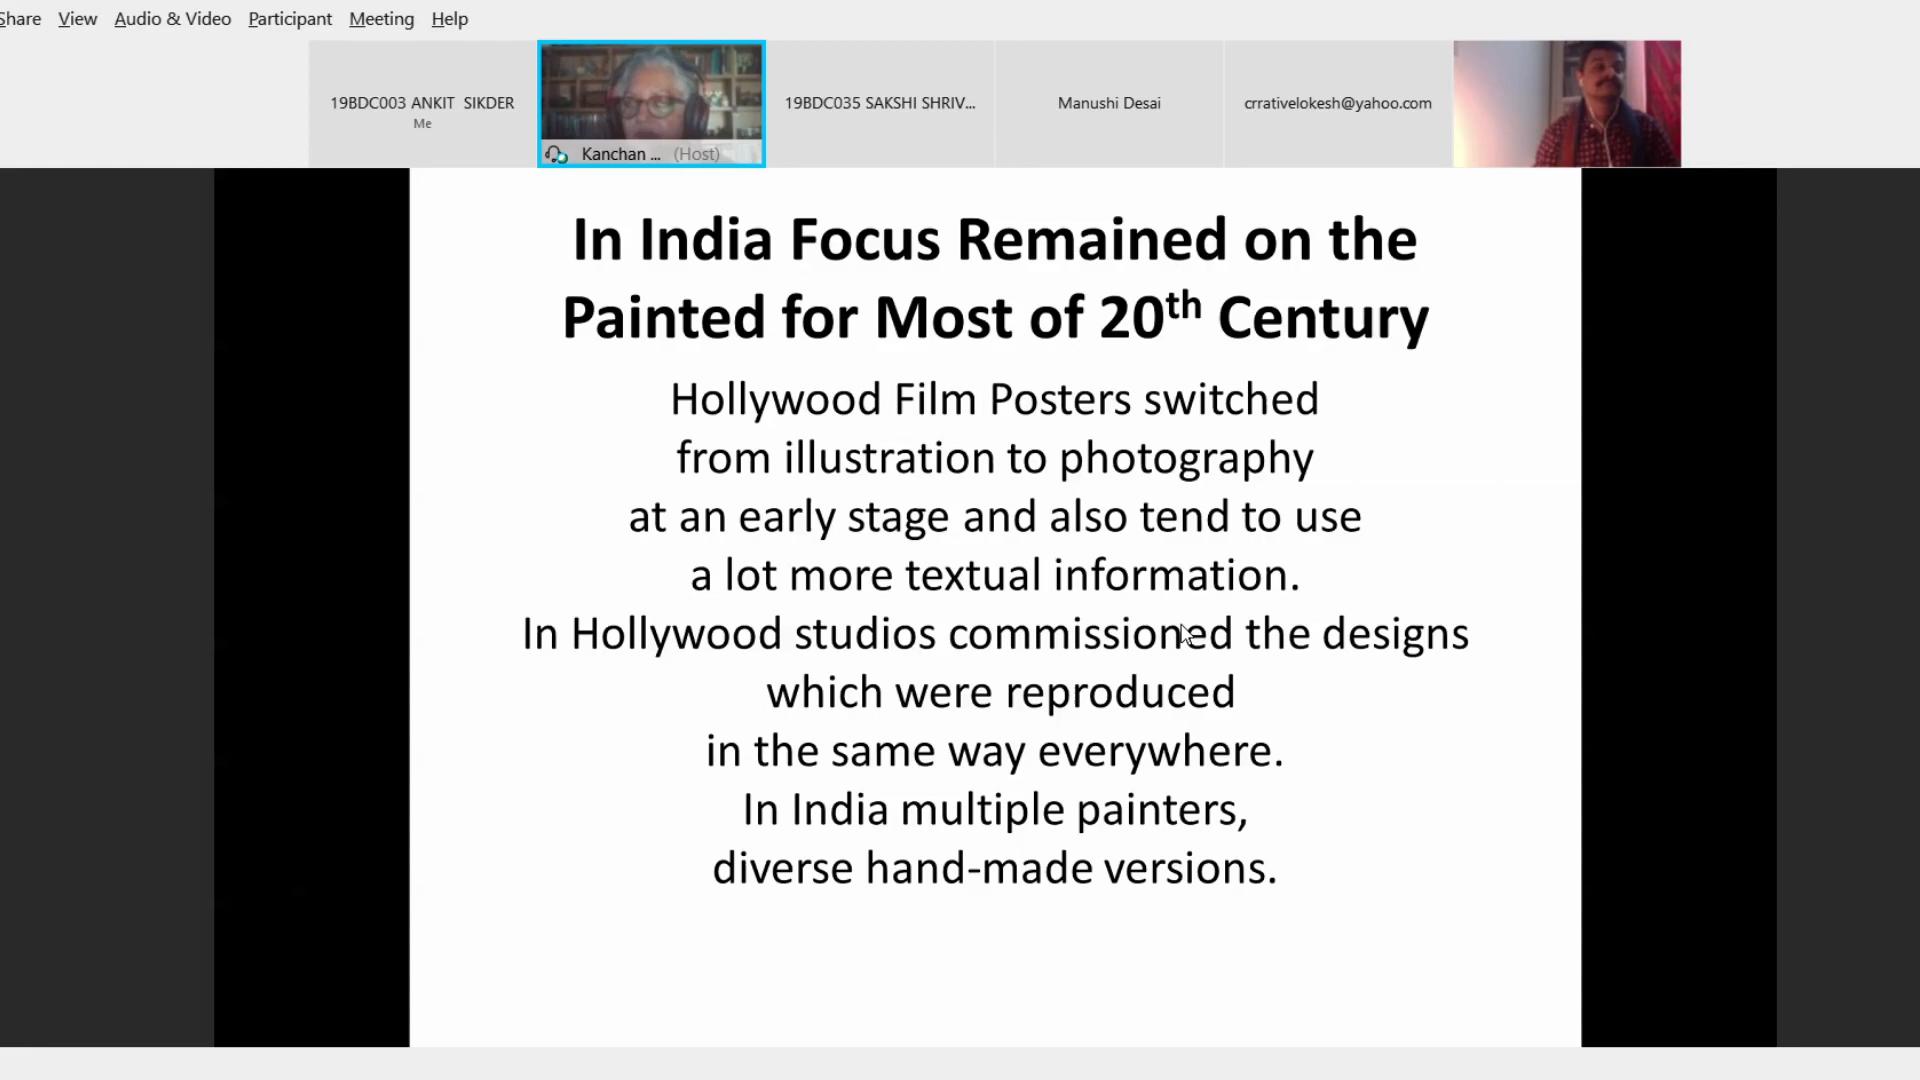 Share View Audio & Video Participant Meeting Help
19BDC003 ANKIT SIKDER
Me
Kanchan ... (Host)
19BDC035 SAKSHI SHRIV...
Manushi Desai
crrativelokesh@yahoo.com
In India Focus Remained on the
Painted for Most of 20th Century
Hollywood Film Posters switched
from illustration to photography
at an early stage and also tend to use
a lot more textual information.
In Hollywood studios commissioned the designs
which were reproduced
in the same way everywhere.
In India multiple painters,
diverse hand-made versions.